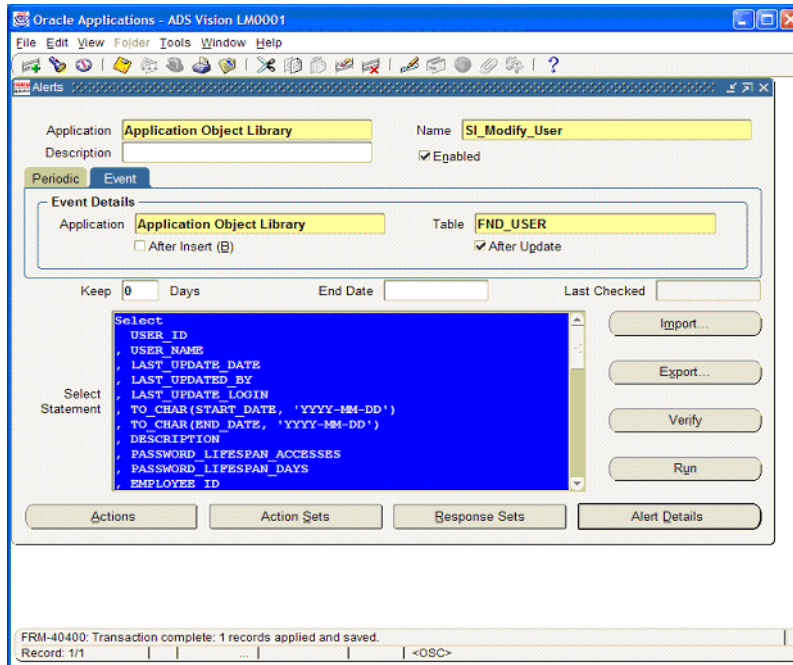 Oracle Applications - ADS Vision LM0001
File Edit View Folder Tools Window Help
Alerts
Application Application Object Library Name SI_Modify_User
Description Enabled
Periodic Event
Event Details
Application Application Object Library Table FND_USER
After Insert (B) After Update
Keep 0 Days End Date Last Checked
Select Statement
Select
USER_ID
, USER_NAME
, LAST_UPDATE_DATE
, LAST_UPDATED_BY
, LAST_UPDATE_LOGIN
, TO_CHAR(START_DATE, 'YYYY-MM-DD')
, TO_CHAR(END_DATE, 'YYYY-MM-DD')
, DESCRIPTION
, PASSWORD_LIFESPAN_ACCESSES
, PASSWORD_LIFESPAN_DAYS
, EMPLOYEE_ID
Import...
Export...
Verify
Run
Actions Action Sets Response Sets Alert Details
FRM-40400: Transaction complete: 1 records applied and saved.
Record: 1/1 ... <OSC>